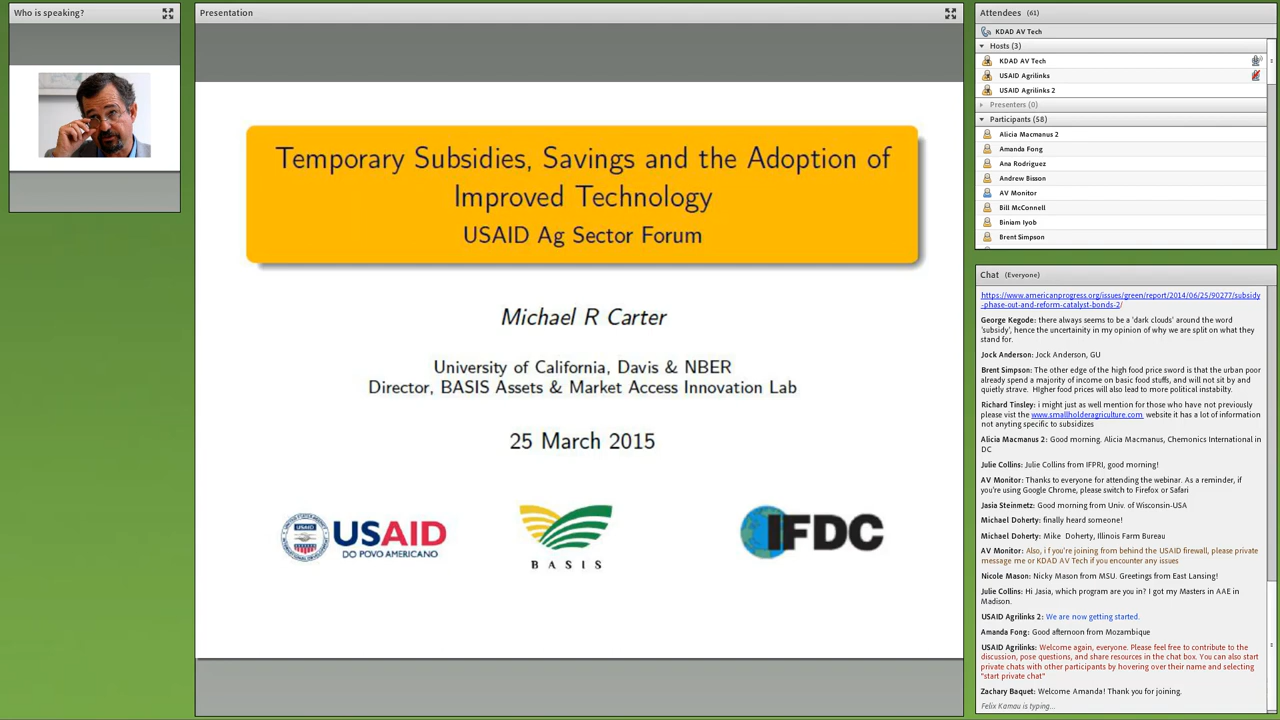 Who is speaking?
Presentation
Temporary Subsidies, Savings and the Adoption of
Improved Technology
USAID Ag Sector Forum
Michael R Carter
University of California, Davis & NBER
Director, BASIS Assets & Market Access Innovation Lab
25 March 2015
USAID
DO POVO AMERICANO
BASIS
IFDC
Attendees (61)
KDAD AV Tech
Hosts (3)
KDAD AV Tech
USAID Agrilinks
USAID Agrilinks 2
Presenters (0)
Participants (58)
Alicia Macmanus 2
Amanda Fong
Ana Rodriguez
Andrew Bisson
AV Monitor
Bill McConnell
Biniam Iyob
Brent Simpson
Chat (Everyone)
https://www.americanprogress.org/issues/green/report/2014/06/25/90277/subsidy
-phase-out-and-reform-catalyst-bonds-2/
George Kegode: there always seems to be a 'dark clouds' around the word
'subsidy', hence the uncertainity in my opinion of why we are split on what they
stand for.
Jock Anderson: Jock Anderson, GU
Brent Simpson: The other edge of the high food price sword is that the urban poor
already spend a majority of income on basic food stuffs, and will not sit by and
quietly strave. Higher food prices will also lead to more political instabilty.
Richard Tinsley: i might just as well mention for those who have not previously
please vist the www.smallholderagriculture.com website it has a lot of information
not anyting specific to subsidizes
Alicia Macmanus 2: Good morning. Alicia Macmanus, Chemonics International in
DC
Julie Collins: Julie Collins from IFPRI, good morning!
AV Monitor: Thanks to everyone for attending the webinar. As a reminder, if
you're using Google Chrome, please switch to Firefox or Safari
Jasia Steinmetz: Good morning from Univ. of Wisconsin-USA
Michael Doherty: finally heard someone!
Michael Doherty: Mike Doherty, Illinois Farm Bureau
AV Monitor: Also, i f you're joining from behind the USAID firewall, please private
message me or KDAD AV Tech if you encounter any issues
Nicole Mason: Nicky Mason from MSU. Greetings from East Lansing!
Julie Collins: Hi Jasia, which program are you in? I got my Masters in AAE in
Madison.
USAID Agrilinks 2: We are now getting started.
Amanda Fong: Good afternoon from Mozambique
USAID Agrilinks: Welcome again, everyone. Please feel free to contribute to the
discussion, pose questions, and share resources in the chat box. You can also start
private chats with other participants by hovering over their name and selecting
"start private chat"
Zachary Baquet: Welcome Amanda! Thank you for joining.
Felix Kamau is typing...